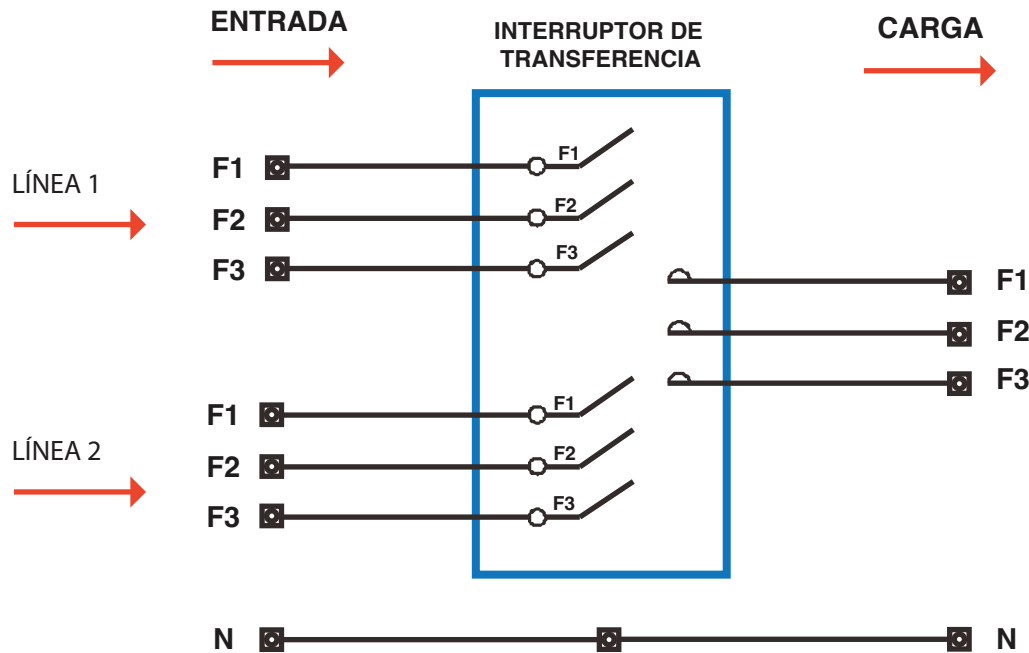 ENTRADA
INTERRUPTOR DE
TRANSFERENCIA
CARGA
LÍNEA 1
F1
F2
F3
F1
F2
F3
F1
F2
F3
LÍNEA 2
F1
F2
F3
F1
F2
F3
N
N